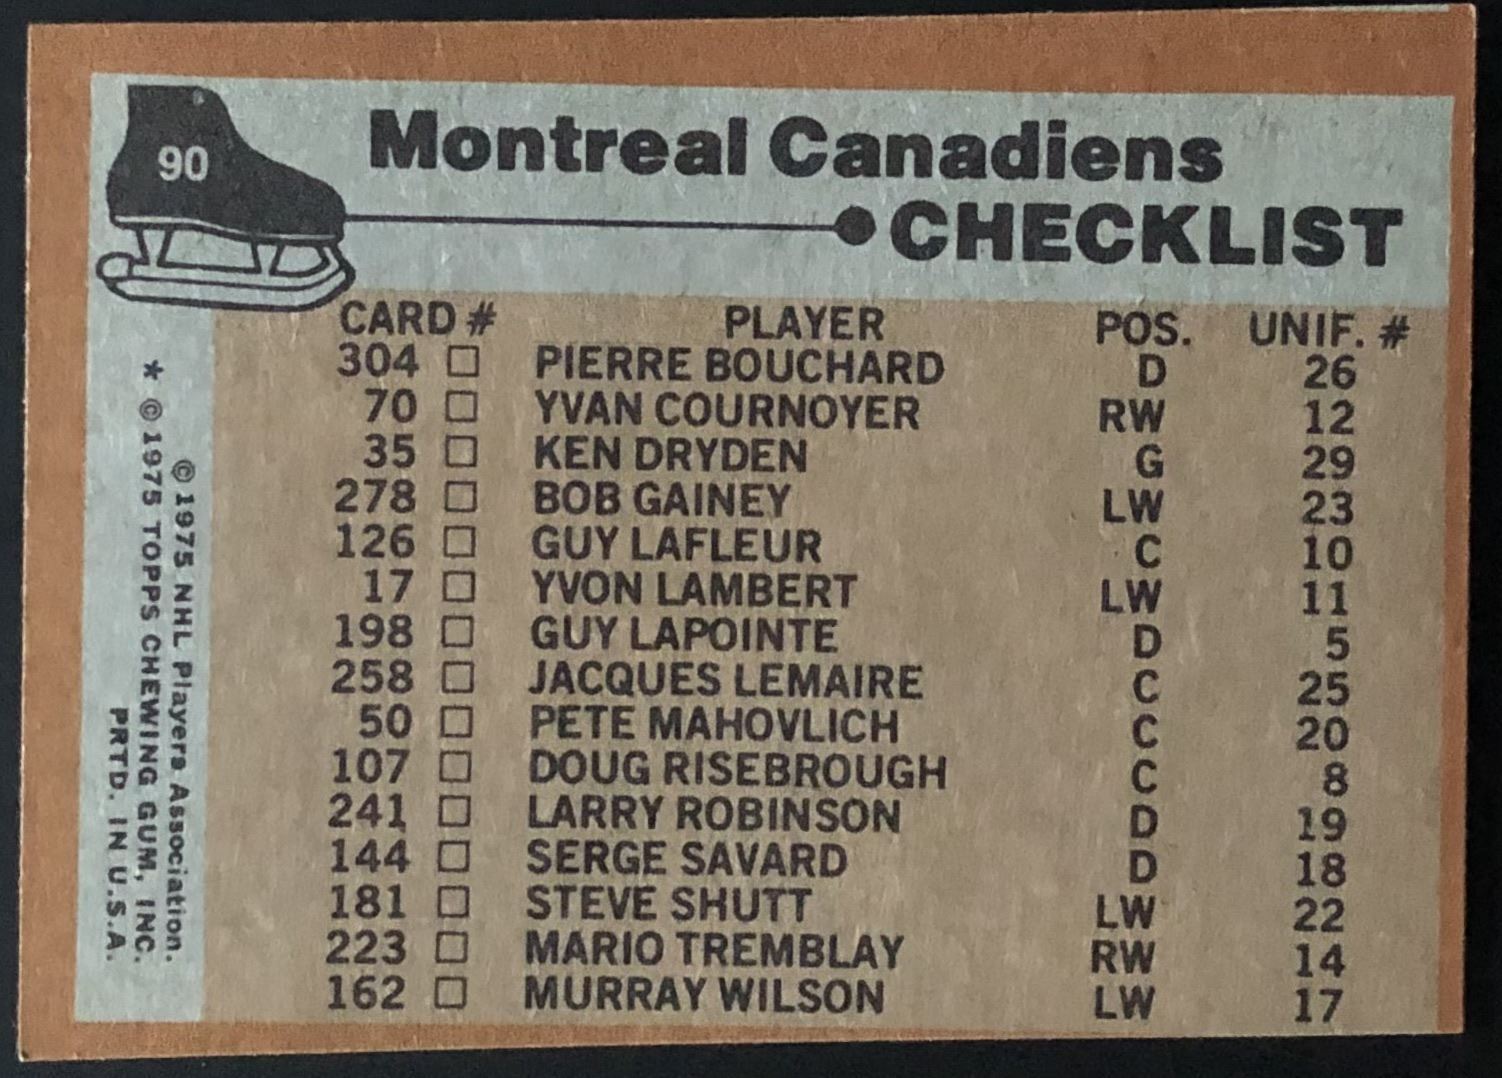 90
Montreal Canadiens
CHECKLIST
CARD # PLAYER POS. UNIF. #
304 □ PIERRE BOUCHARD D 26
70 □ YVAN COURNOYER RW 12
35 □ KEN DRYDEN G 29
278 □ BOB GAINEY LW 23
126 □ GUY LAFLEUR C 10
17 □ YVON LAMBERT LW 11
198 □ GUY LAPOINTE D 5
258 □ JACQUES LEMAIRE C 25
50 □ PETE MAHOVLICH C 20
107 □ DOUG RISEBROUGH C 8
241 □ LARRY ROBINSON D 19
144 □ SERGE SAVARD D 18
181 □ STEVE SHUTT LW 22
223 □ MARIO TREMBLAY RW 14
162 □ MURRAY WILSON LW 17
© 1975 NHL Players Association.
* © 1975 TOPPS CHEWING GUM, INC.
PRTD. IN U.S.A.